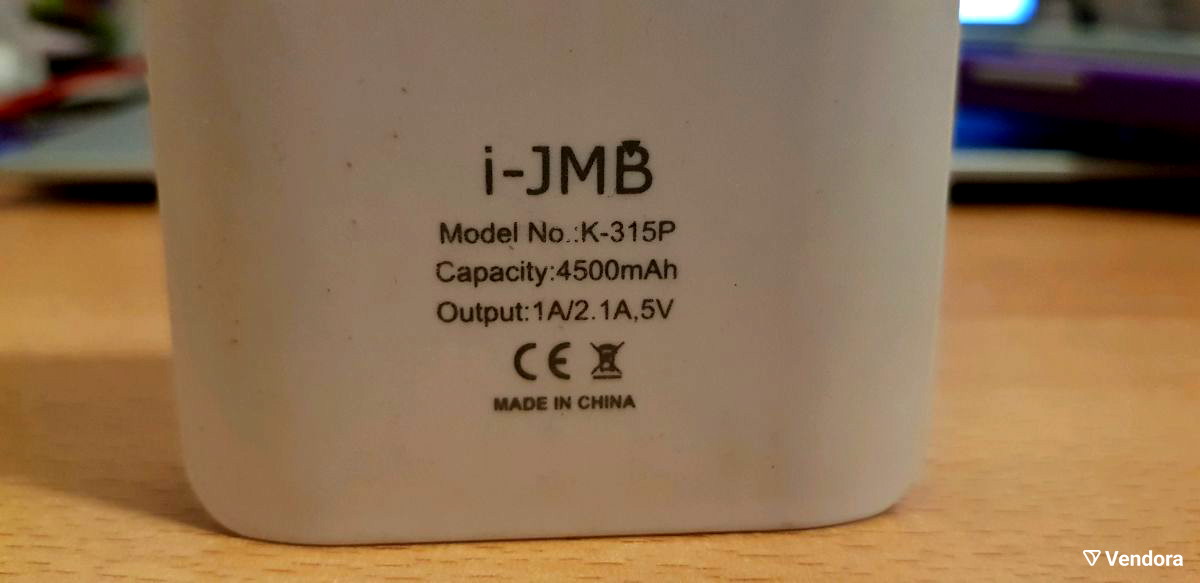 i-JMB
Model No.:K-315P
Capacity:4500mAh
Output:1A/2.1A,5V
CE
MADE IN CHINA
Vendora